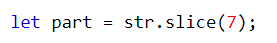 let part = str.slice(7);